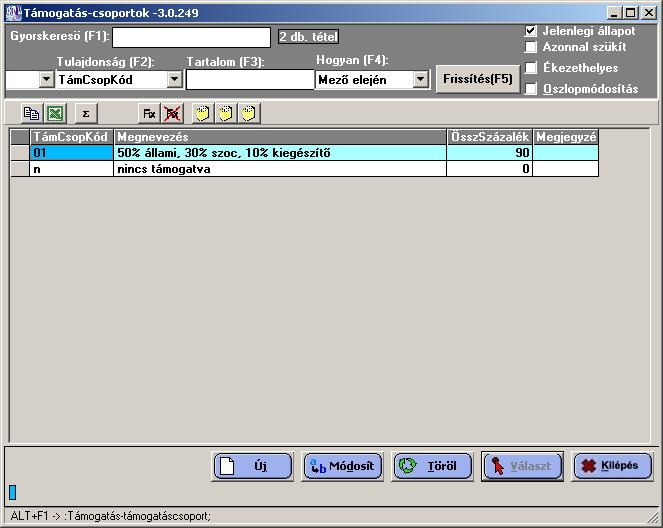 Támogatás-csoportok -3.0.249
Gyorskereső (F1):
2 db. tétel
Jelenlegi állapot
Azonnal szűkít
Ékezethelyes
Oszlopmódosítás
Tulajdonság (F2):
Tartalom (F3):
Hogyan (F4):
TámCsopKód
Mező elején
Frissítés(F5)
Σ
Fx
Fx
TámCsopKód Megnevezés ÖsszSzázalék Megjegyzé
01 50% állami, 30% szoc, 10% kiegészítő 90
n nincs támogatva 0
Új
a b Módosít
Töröl
Választ
Kilépés
ALT+F1 -> :Támogatás-támogatáscsoport;